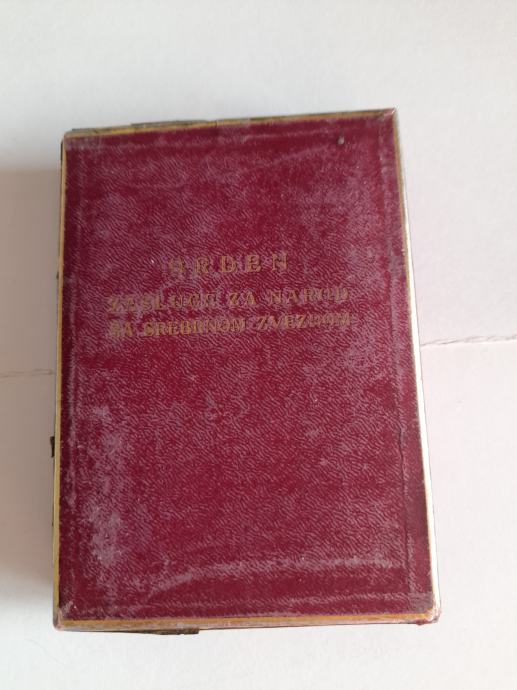 ORDEN
ZASLUGE ZA NAROD
SA SREBRNOM ZVEZDOM